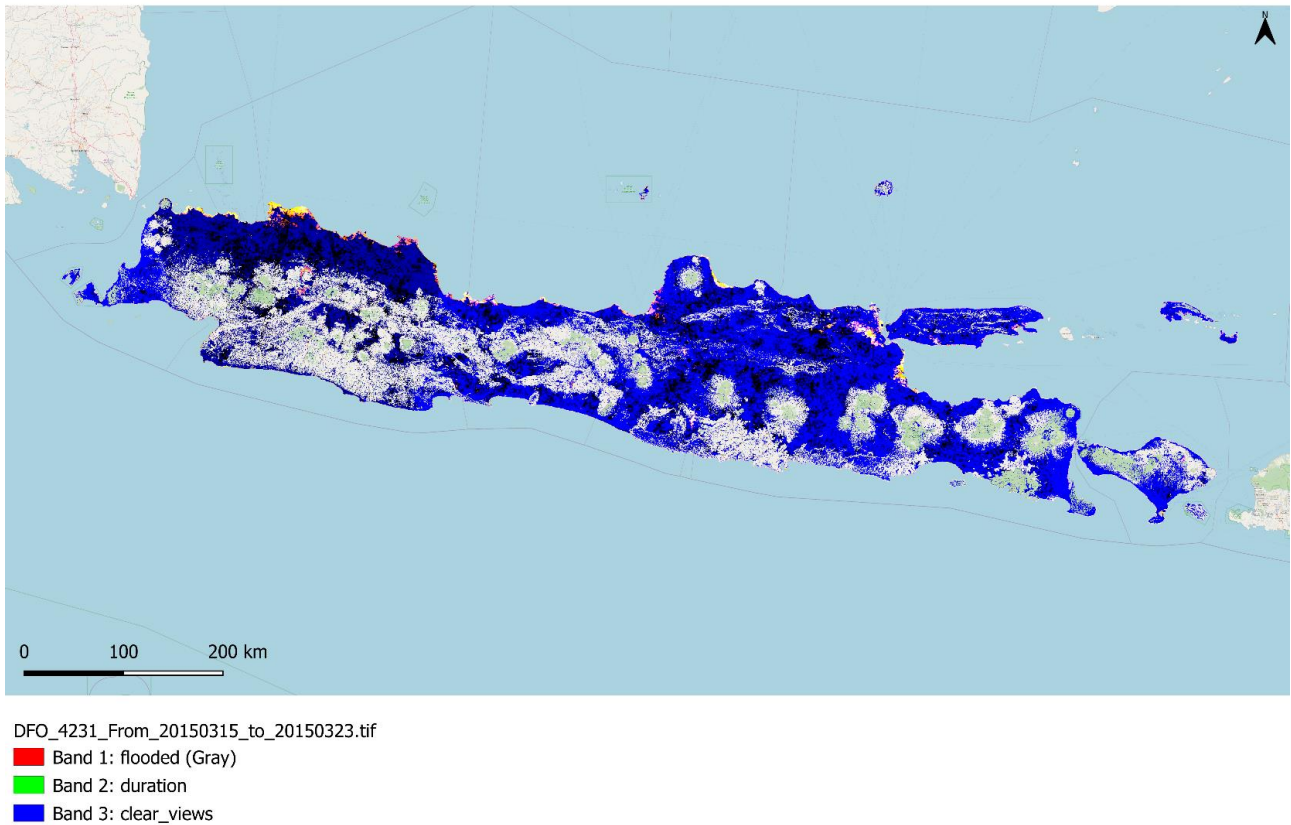 N
0 100 200 km
DFO_4231_From_20150315_to_20150323.tif
Band 1: flooded (Gray)
Band 2: duration
Band 3: clear_views